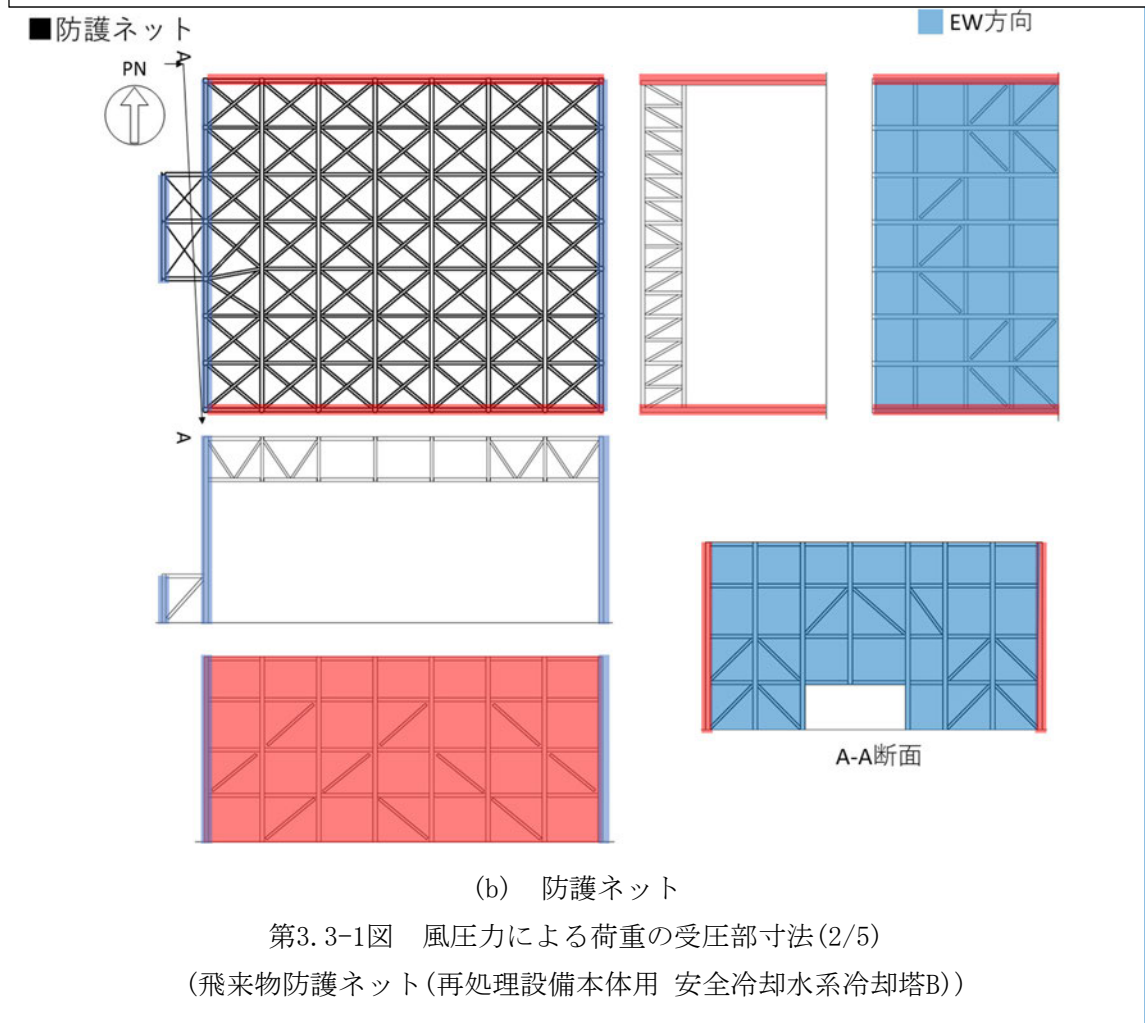 ■防護ネット
EW方向
PN
A
A
A-A断面
(b) 防護ネット
第3.3-1図 風圧力による荷重の受圧部寸法(2/5)
(飛来物防護ネット(再処理設備本体用 安全冷却水系冷却塔B))